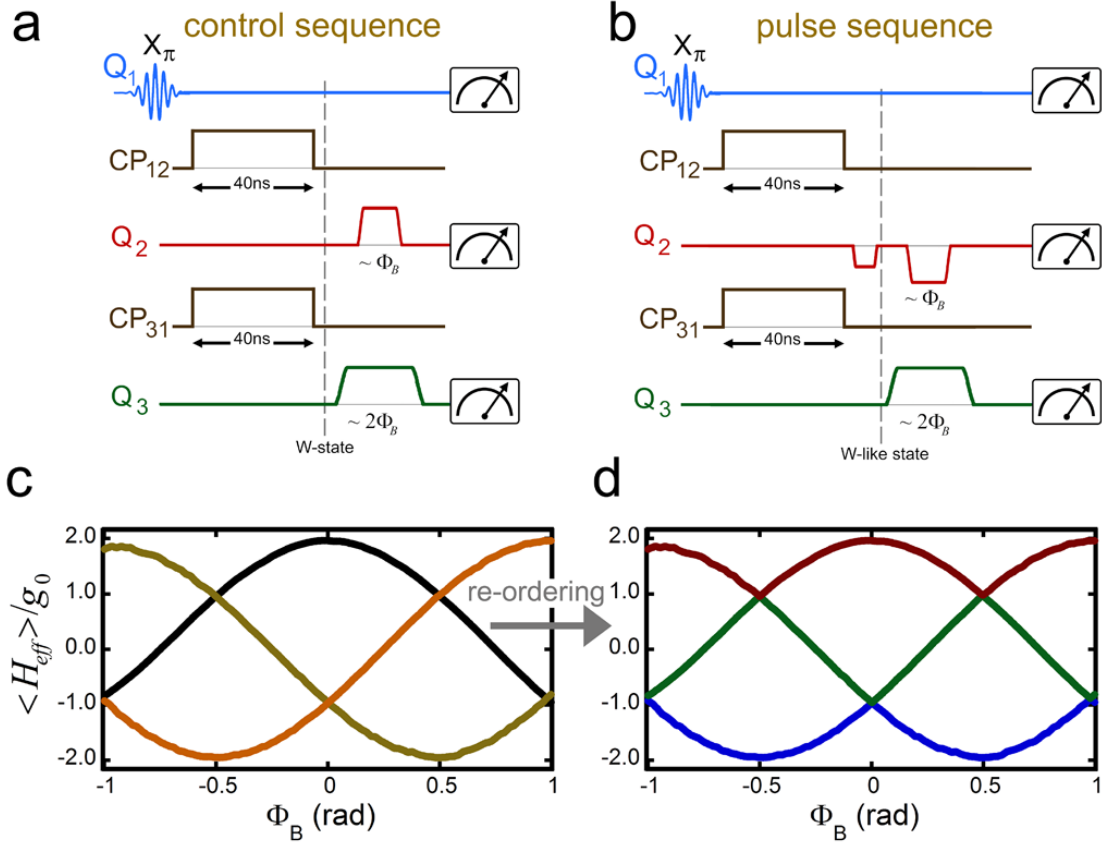 a
control sequence
Xπ
Q1
CP12
40ns
Q2
~ ΦB
CP31
40ns
Q3
~ 2ΦB
W-state
b
pulse sequence
Xπ
Q1
CP12
40ns
Q2
~ ΦB
CP31
40ns
Q3
~ 2ΦB
W-like state
c
<Heff>/g0
2.0
1.0
0.0
-1.0
-2.0
-1
-0.5
0
0.5
1
ΦB (rad)
re-ordering
d
2.0
1.0
0.0
-1.0
-2.0
-1
-0.5
0
0.5
1
ΦB (rad)